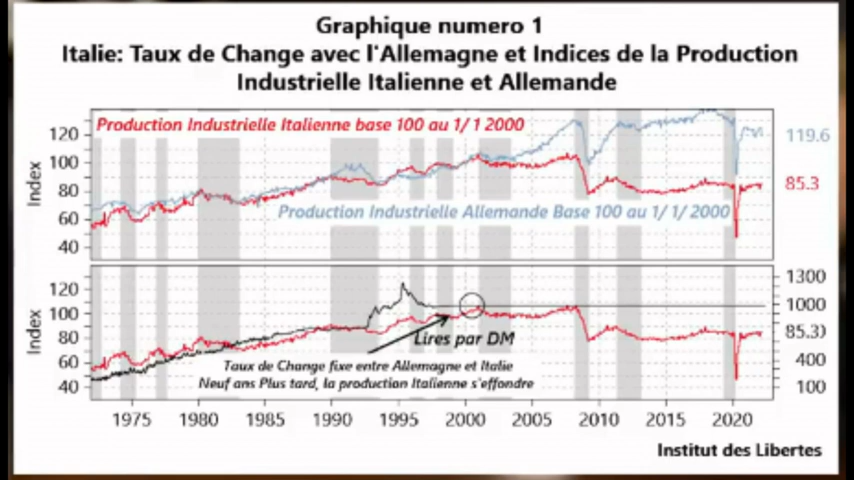 Graphique numero 1
Italie: Taux de Change avec l'Allemagne et Indices de la Production
Industrielle Italienne et Allemande
Production Industrielle Italienne base 100 au 1/ 1 2000
Production Industrielle Allemande Base 100 au 1/ 1/ 2000
Index
120
100
80
60
40
119.6
85.3
Index
120
100
80
60
40
1300
1000
85.3)
400
100
Lires par DM
Taux de Change fixe entre Allemagne et Italie
Neuf ans Plus tard, la production Italienne s'effondre
1975 1980 1985 1990 1995 2000 2005 2010 2015 2020
Institut des Libertes